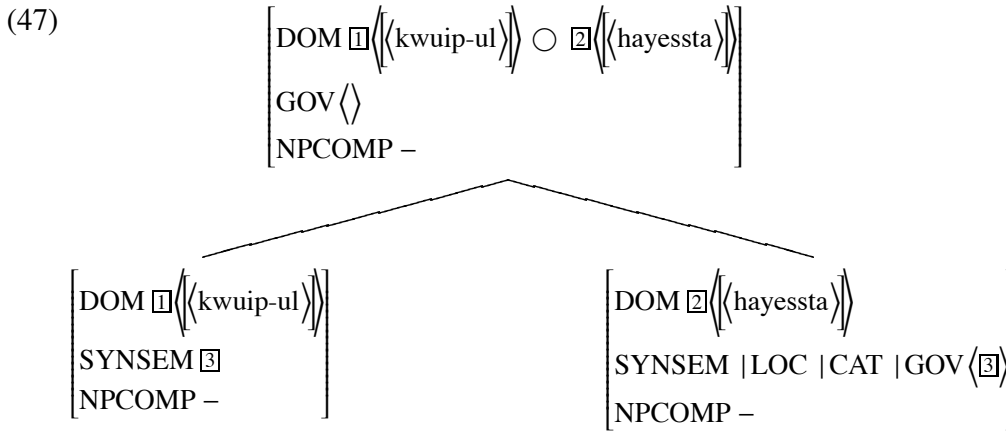 (47)
[DOM [1]⟨[⟨kwuip-ul⟩]⟩ ◯ [2]⟨[⟨hayessta⟩]⟩
GOV⟨⟩
NPCOMP –]
[DOM [1]⟨[⟨kwuip-ul⟩]⟩
SYNSEM [3]
NPCOMP –]
[DOM [2]⟨[⟨hayessta⟩]⟩
SYNSEM |LOC |CAT |GOV⟨[3]⟩
NPCOMP –